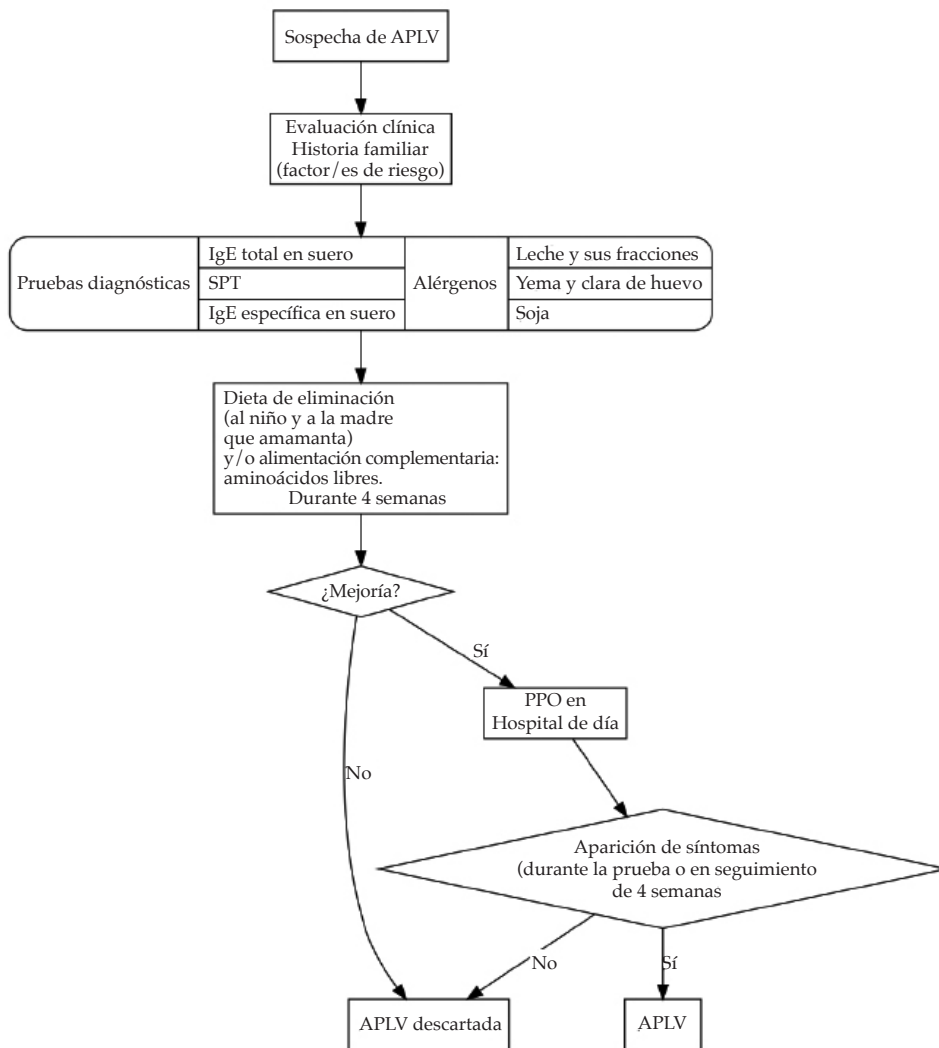 Sospecha de APLV
Evaluación clínica
Historia familiar
(factor/es de riesgo)
Pruebas diagnósticas
IgE total en suero
SPT
IgE específica en suero
Alérgenos
Leche y sus fracciones
Yema y clara de huevo
Soja
Dieta de eliminación
(al niño y a la madre
que amamanta)
y/o alimentación complementaria:
aminoácidos libres.
Durante 4 semanas
¿Mejoría?
Sí
PPO en
Hospital de día
No
Aparición de síntomas
(durante la prueba o en seguimiento
de 4 semanas
No
Sí
APLV descartada
APLV